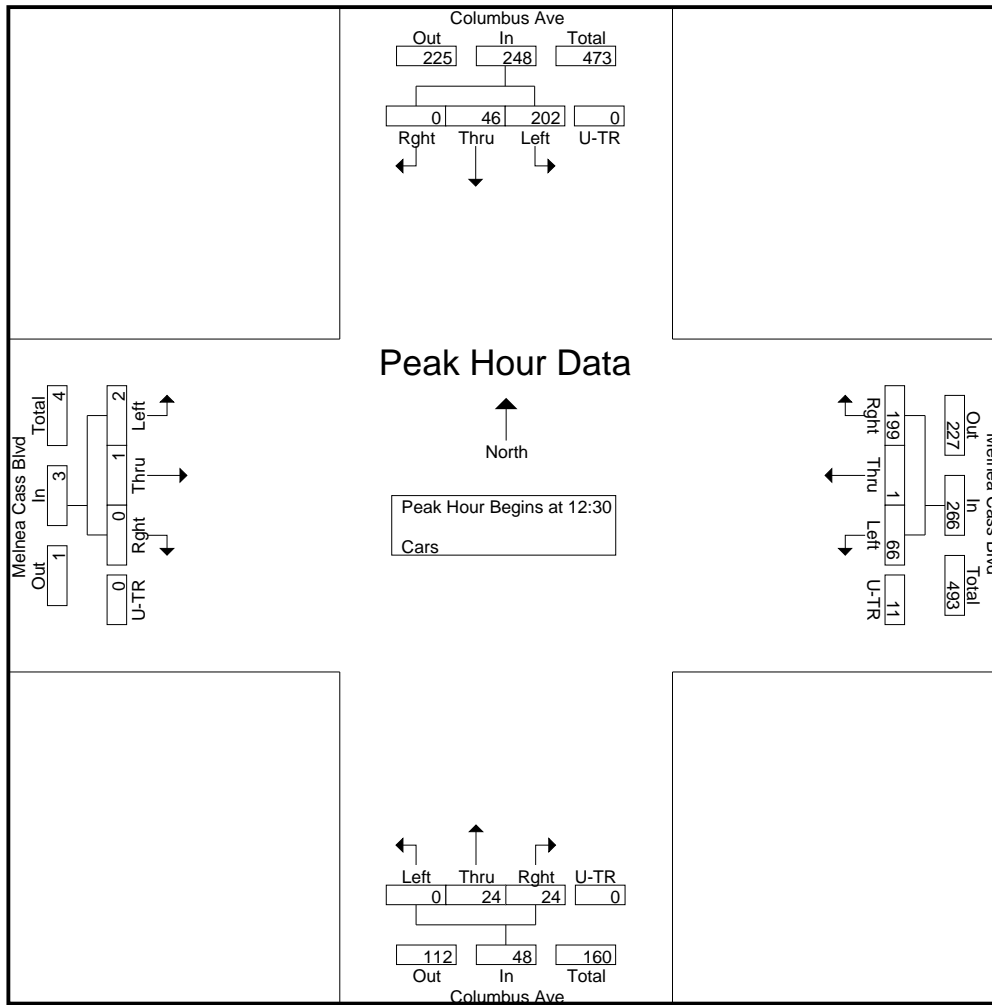 Columbus Ave
Out In Total
225 248 473
0 46 202 0
Rght Thru Left U-TR
Peak Hour Data
North
Peak Hour Begins at 12:30
Cars
Melnea Cass Blvd
Total In Out
4 3 1
2 1 0 0
Left Thru Rght U-TR
Rght Thru Left U-TR
199 1 66 11
Out In Total
227 266 493
Melnea Cass Blvd
Left Thru Rght U-TR
0 24 24 0
112 48 160
Out In Total
Columbus Ave